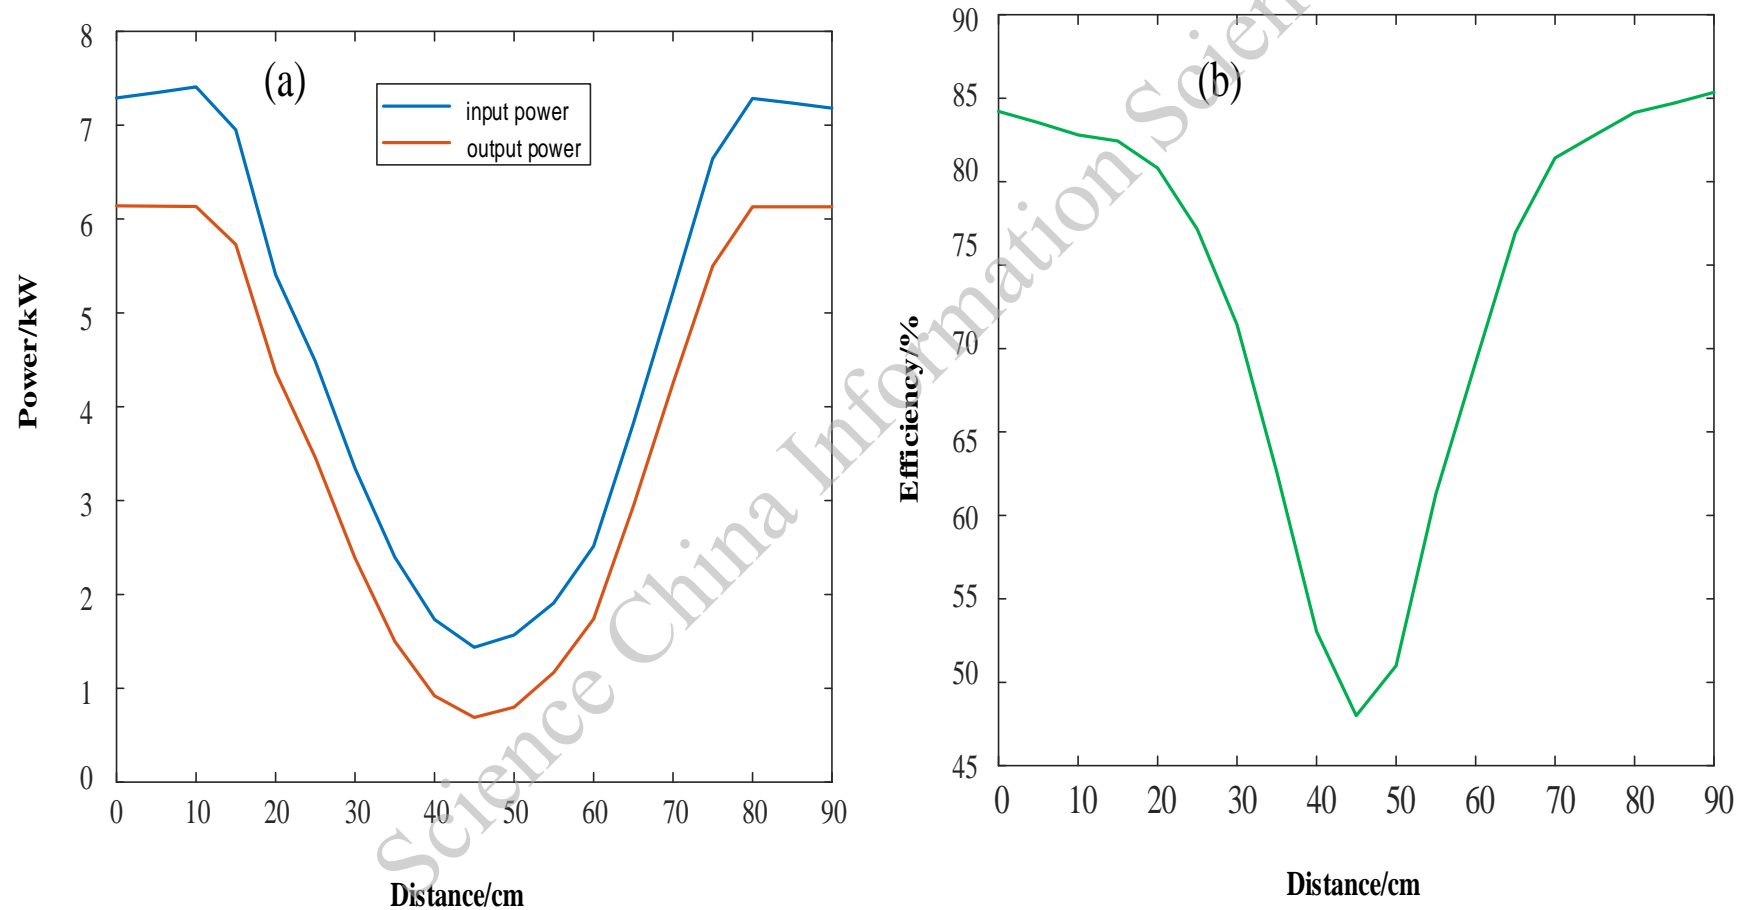 (a)
input power
output power
Power/kW
8
7
6
5
4
3
2
1
0
0 10 20 30 40 50 60 70 80 90
Distance/cm
(b)
Efficiency/%
90
85
80
75
70
65
60
55
50
45
0 10 20 30 40 50 60 70 80 90
Distance/cm
Science China Information Scien